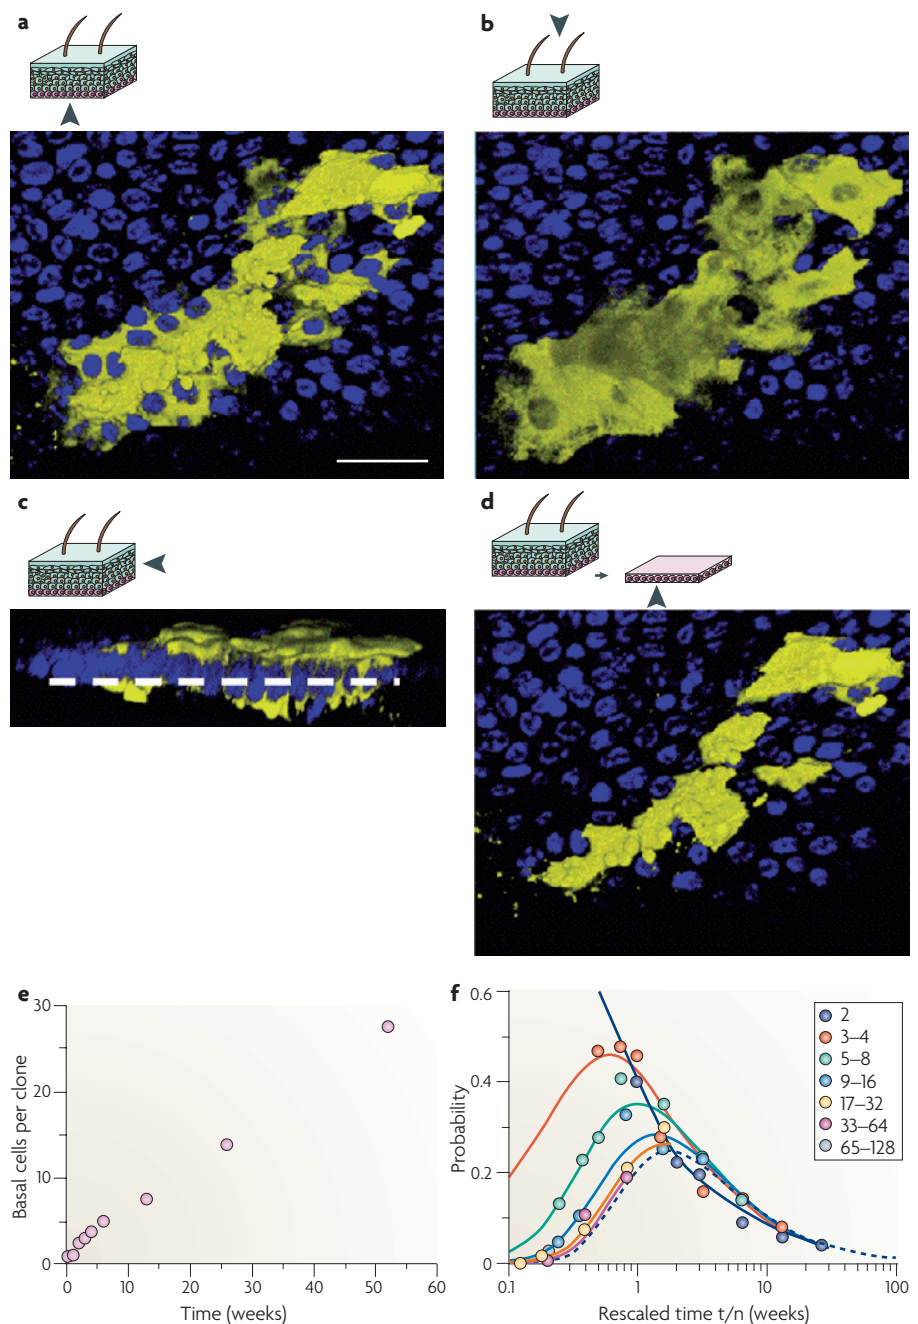 a
b
c
d
e
30
20
10
0
Basal cells per clone
0 10 20 30 40 50 60
Time (weeks)
f
0.6
0.4
0.2
0
Probability
0.1 1 10 100
Rescaled time t/n (weeks)
2
3–4
5–8
9–16
17–32
33–64
65–128